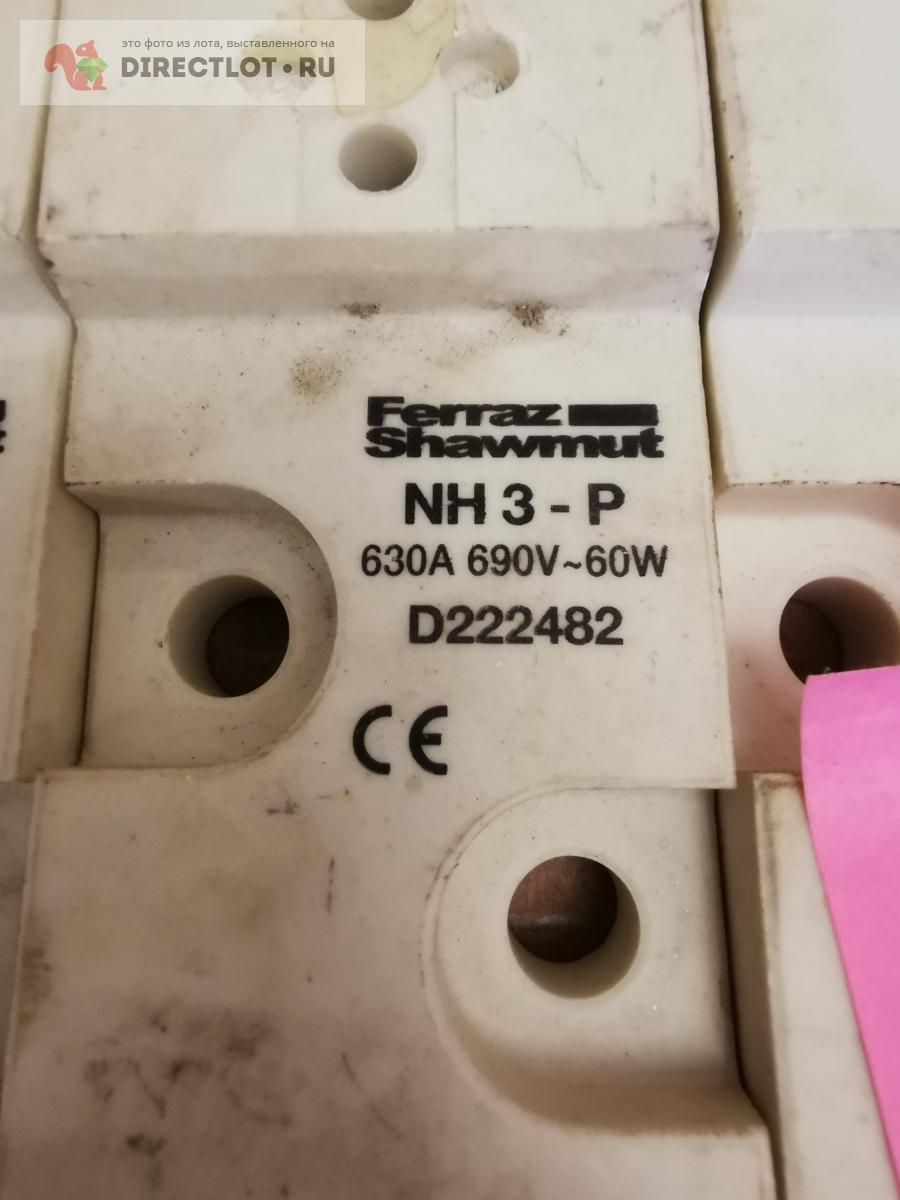 это фото из лота, выставленного на
DIRECTLOT.RU
Ferraz
Shawmut
NH 3 - P
630A 690V~60W
D222482
CE